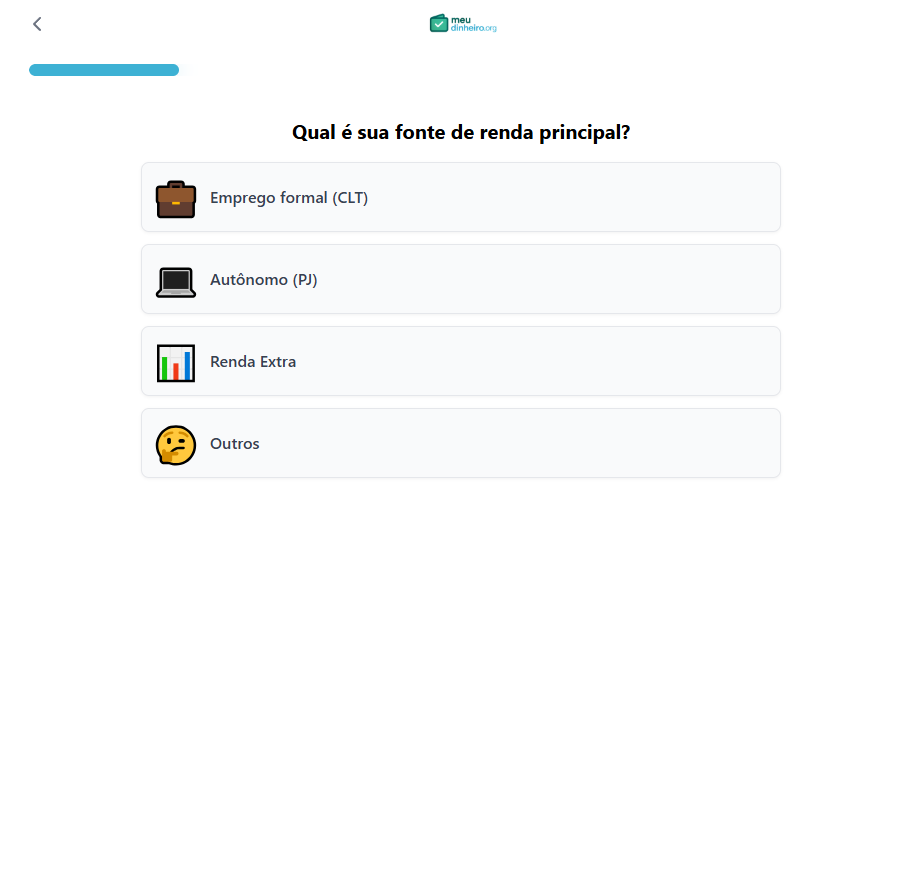 meu
dinheiro.org
Qual é sua fonte de renda principal?
Emprego formal (CLT)
Autônomo (PJ)
Renda Extra
Outros